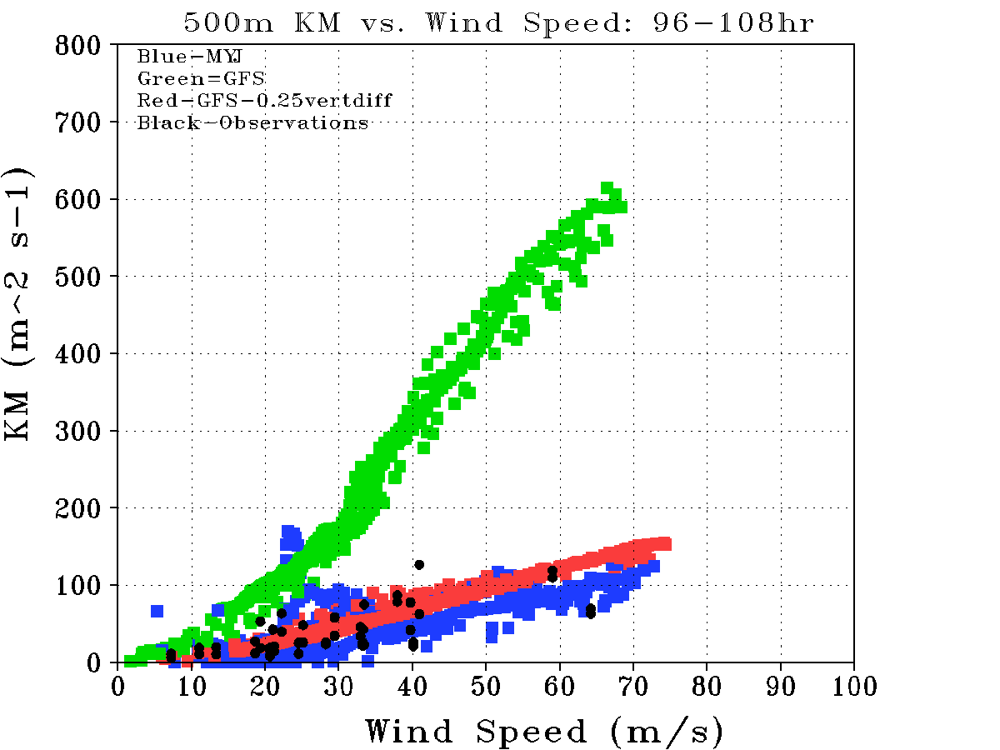 500m KM vs. Wind Speed: 96-108hr
800
Blue-MYJ
Green=GFS
Red-GFS-0.25vertdiff
Black-Observations
700
600
500
400
300
200
100
0
KM (m^2 s-1)
0 10 20 30 40 50 60 70 80 90 100
Wind Speed (m/s)